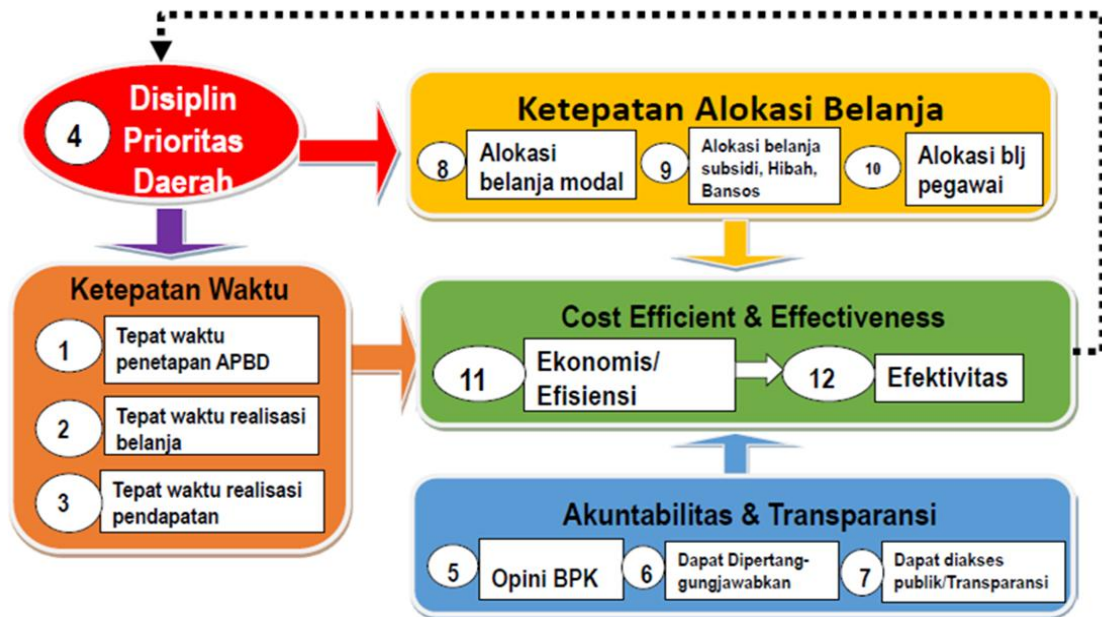 Disiplin
4
Prioritas
Daerah
Ketepatan Alokasi Belanja
8
Alokasi
belanja modal
9
Alokasi belanja
subsidi, Hibah,
Bansos
10
Alokasi blj
pegawai
Ketepatan Waktu
1
Tepat waktu
penetapan APBD
2
Tepat waktu realisasi
belanja
3
Tepat waktu realisasi
pendapatan
Cost Efficient & Effectiveness
11
Ekonomis/
Efisiensi
12
Efektivitas
Akuntabilitas & Transparansi
5
Opini BPK
6
Dapat Dipertang-
gungjawabkan
7
Dapat diakses
publik/Transparansi